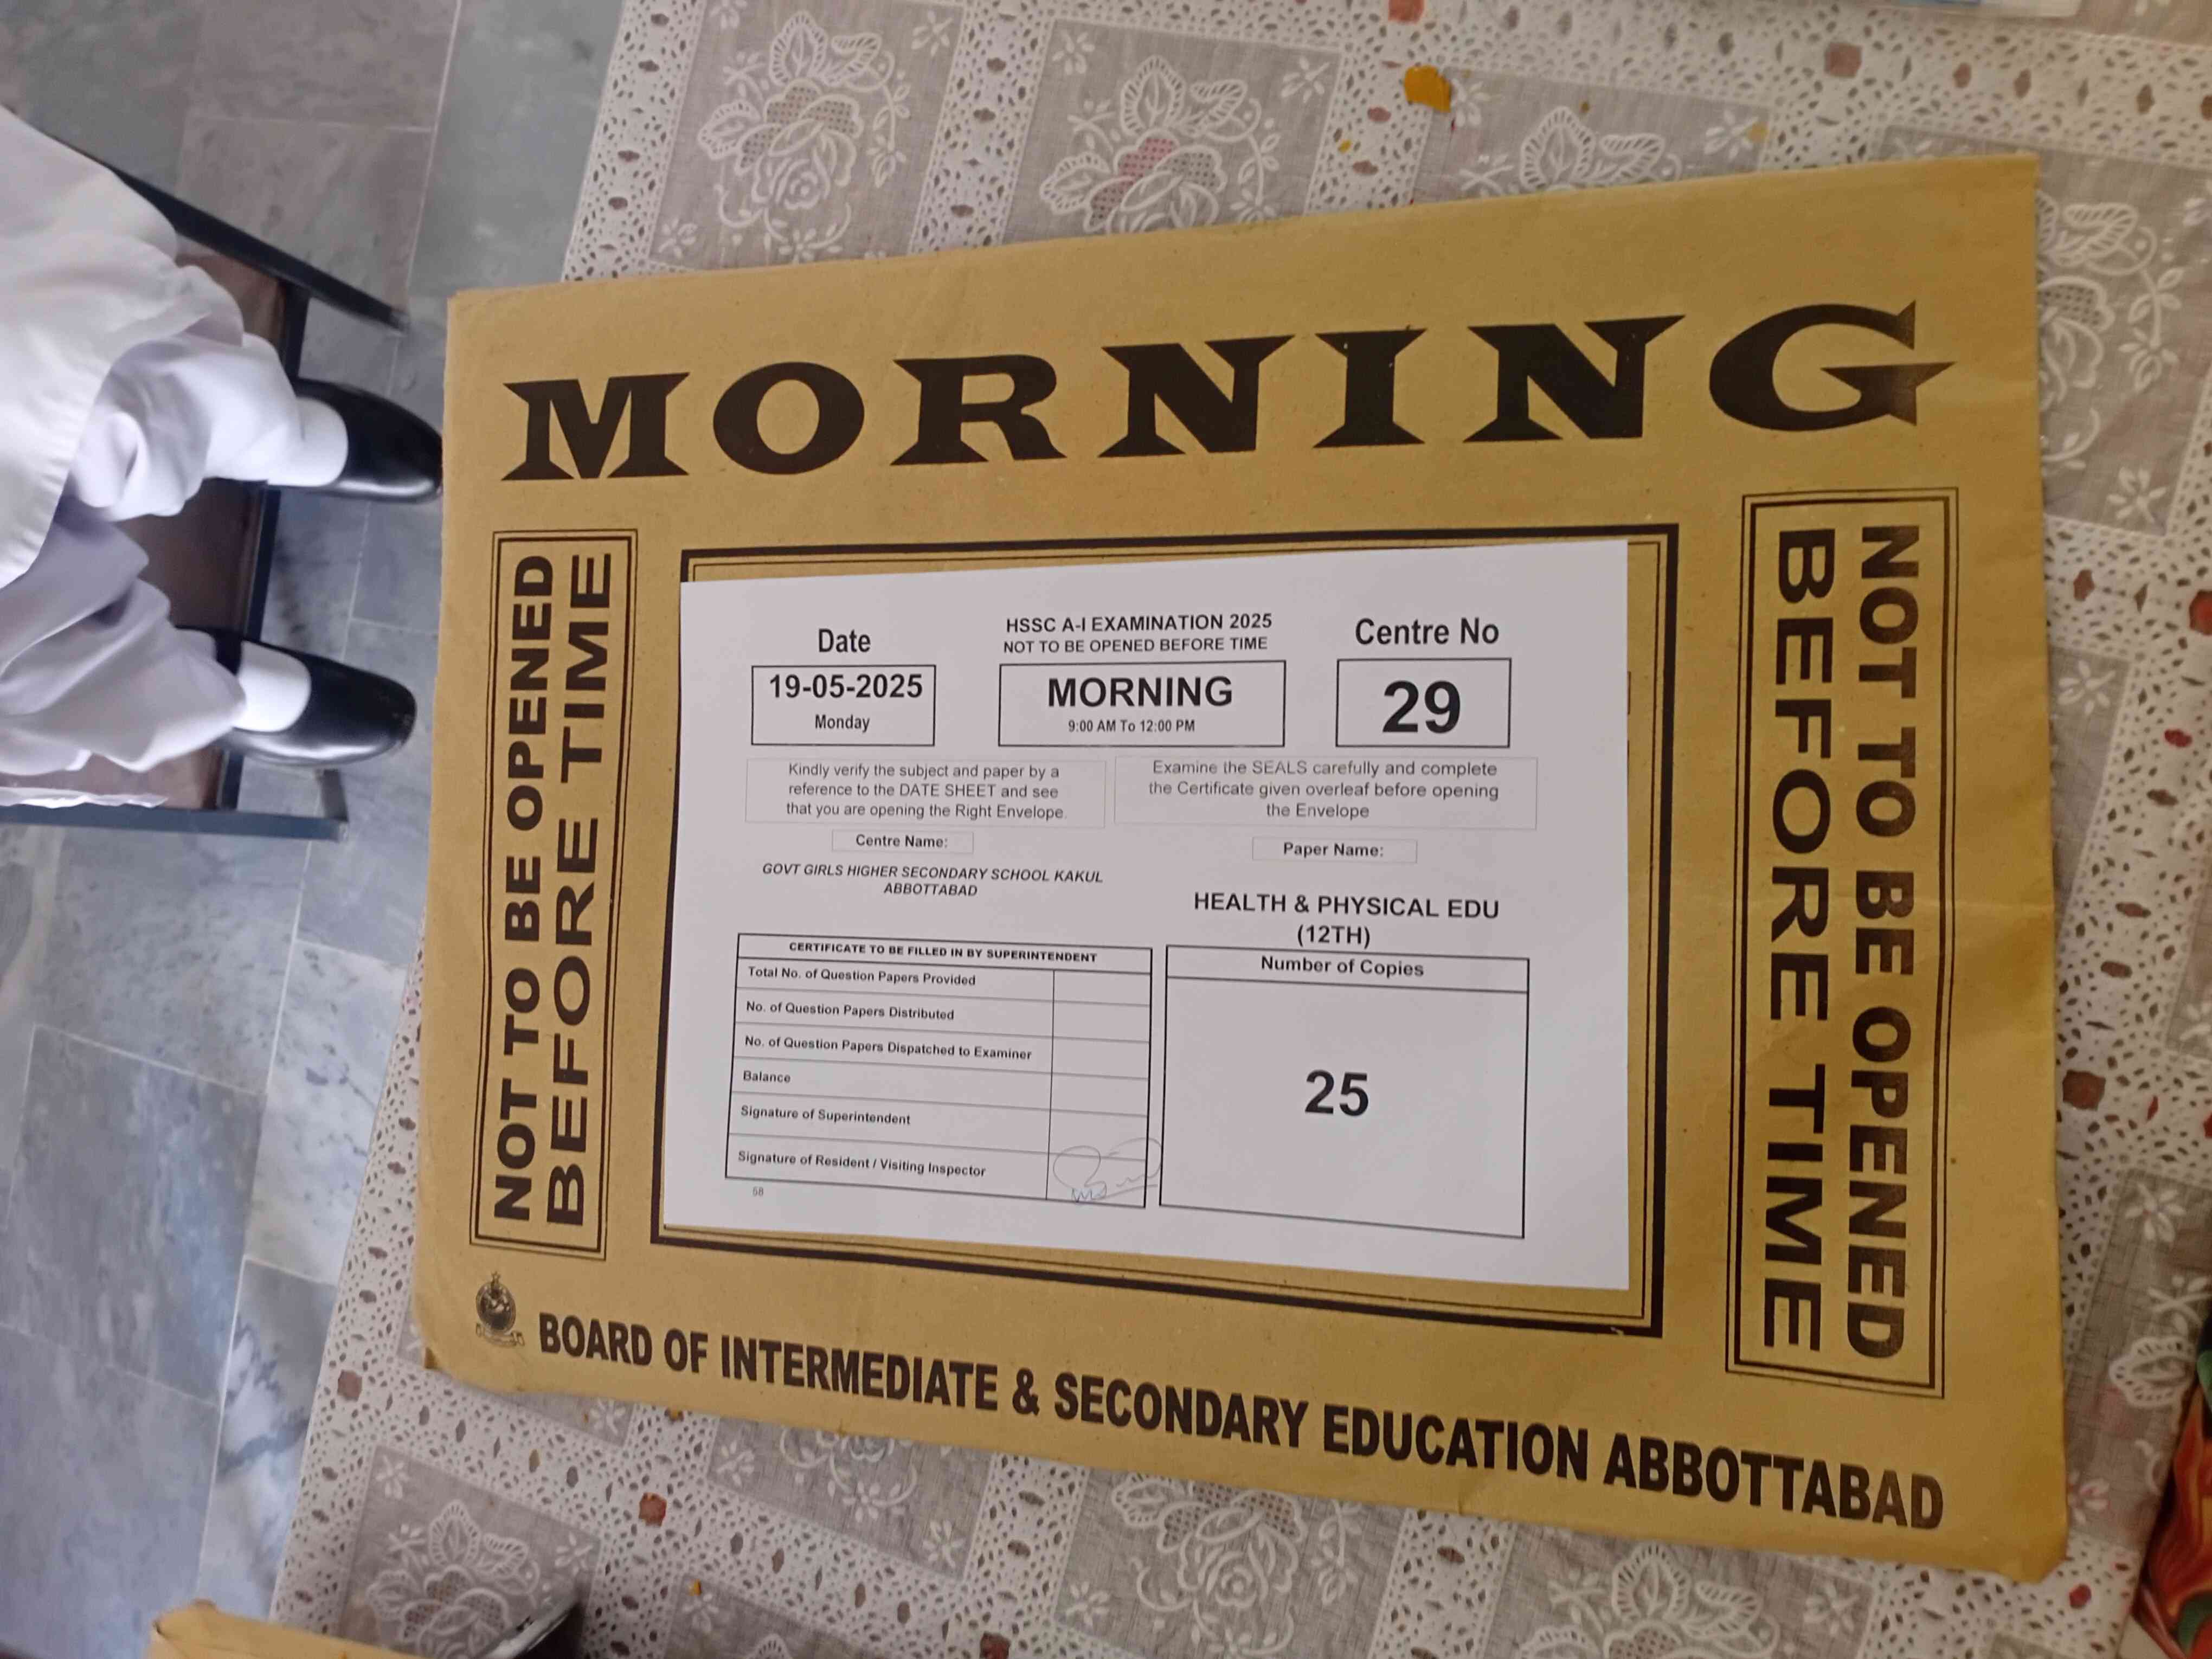 MORNING
NOT TO BE OPENED
BEFORE TIME
NOT TO BE OPENED
BEFORE TIME
HSSC A-I EXAMINATION 2025
NOT TO BE OPENED BEFORE TIME
Date
19-05-2025
Monday
MORNING
9:00 AM To 12:00 PM
Centre No
29
Kindly verify the subject and paper by a
reference to the DATE SHEET and see
that you are opening the Right Envelope.
Examine the SEALS carefully and complete
the Certificate given overleaf before opening
the Envelope
Centre Name:
GOVT GIRLS HIGHER SECONDARY SCHOOL KAKUL
ABBOTTABAD
Paper Name:
HEALTH & PHYSICAL EDU
(12TH)
CERTIFICATE TO BE FILLED IN BY SUPERINTENDENT
Total No. of Question Papers Provided
No. of Question Papers Distributed
No. of Question Papers Dispatched to Examiner
Balance
Signature of Superintendent
Signature of Resident / Visiting Inspector
58
Number of Copies
25
BOARD OF INTERMEDIATE & SECONDARY EDUCATION ABBOTTABAD